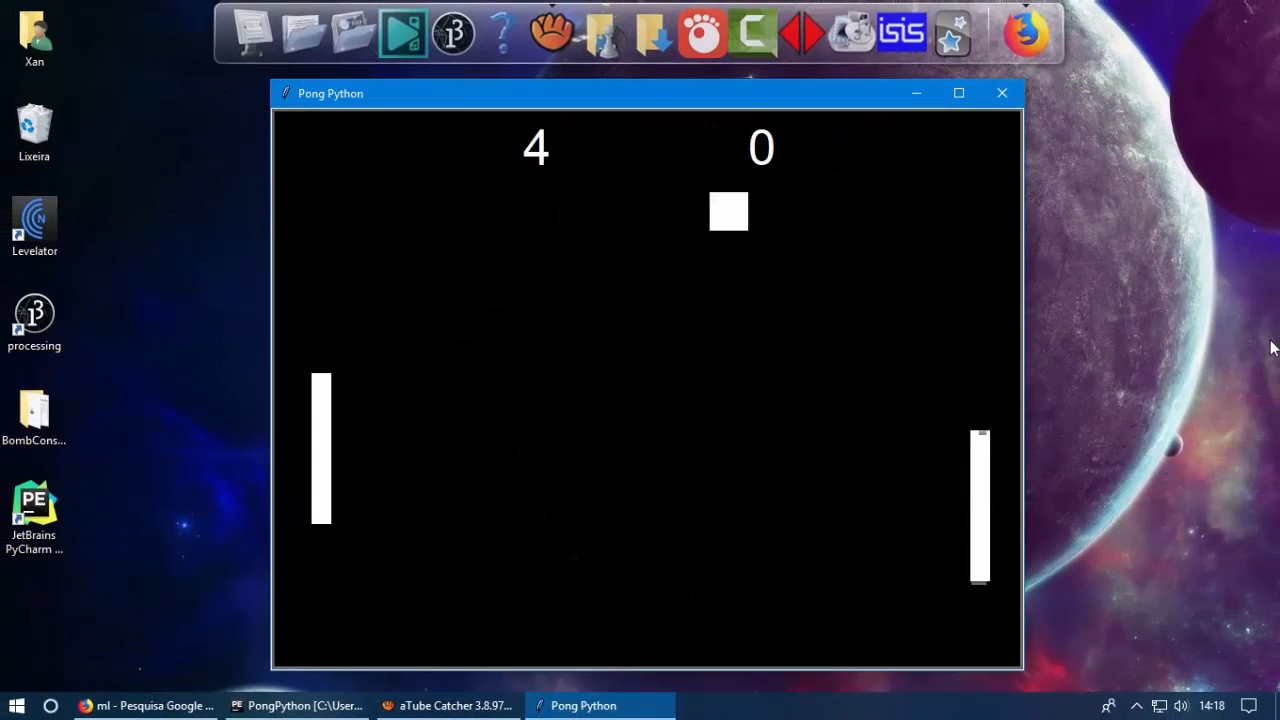 Xan
Lixeira
Levelator
processing
BombCons...
JetBrains
PyCharm ...
PE
isis
Pong Python
4 0
ml - Pesquisa Google ...
PongPython [C:\User...
aTube Catcher 3.8.97...
Pong Python
14:18